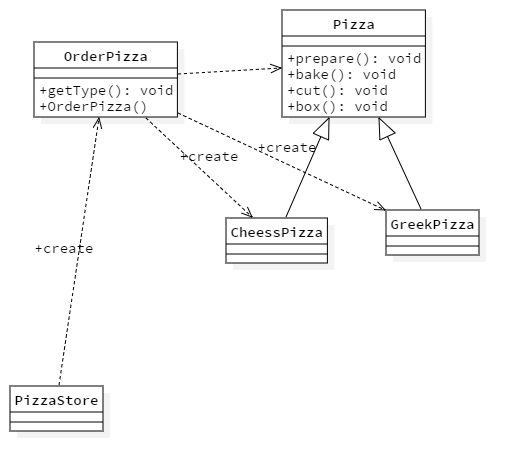 Pizza
+prepare(): void
+bake(): void
+cut(): void
+box(): void
OrderPizza
+getType(): void
+OrderPizza()
+create
+create
CheessPizza
GreekPizza
+create
PizzaStore